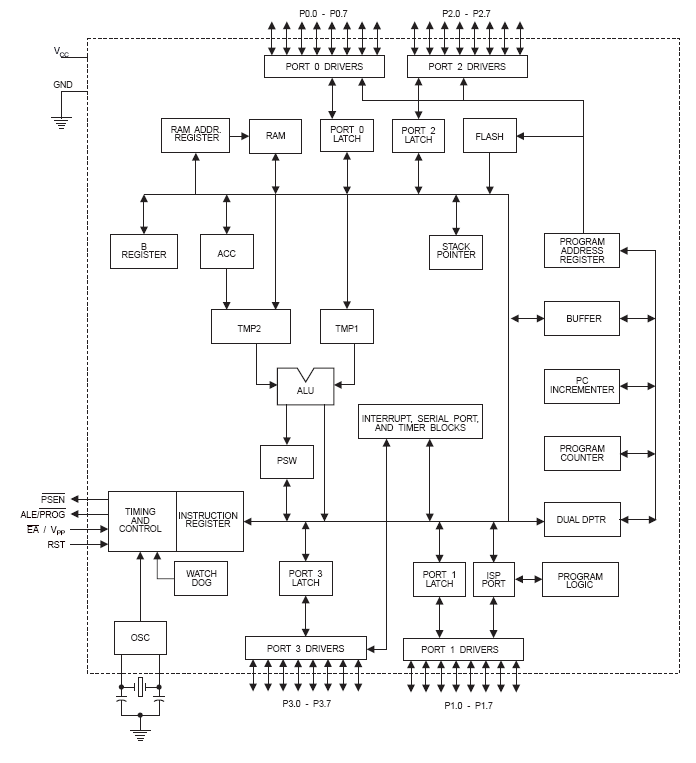 P0.0 - P0.7
P2.0 - P2.7
VCC
GND
PORT 0 DRIVERS
PORT 2 DRIVERS
RAM ADDR.
REGISTER
RAM
PORT 0
LATCH
PORT 2
LATCH
FLASH
B
REGISTER
ACC
STACK
POINTER
PROGRAM
ADDRESS
REGISTER
BUFFER
TMP2
TMP1
ALU
PC
INCREMENTER
INTERRUPT, SERIAL PORT,
AND TIMER BLOCKS
PSW
PROGRAM
COUNTER
PSEN
ALE/PROG
EA / VPP
RST
TIMING
AND
CONTROL
INSTRUCTION
REGISTER
DUAL DPTR
WATCH
DOG
PORT 3
LATCH
PORT 1
LATCH
ISP
PORT
PROGRAM
LOGIC
OSC
PORT 3 DRIVERS
PORT 1 DRIVERS
P3.0 - P3.7
P1.0 - P1.7